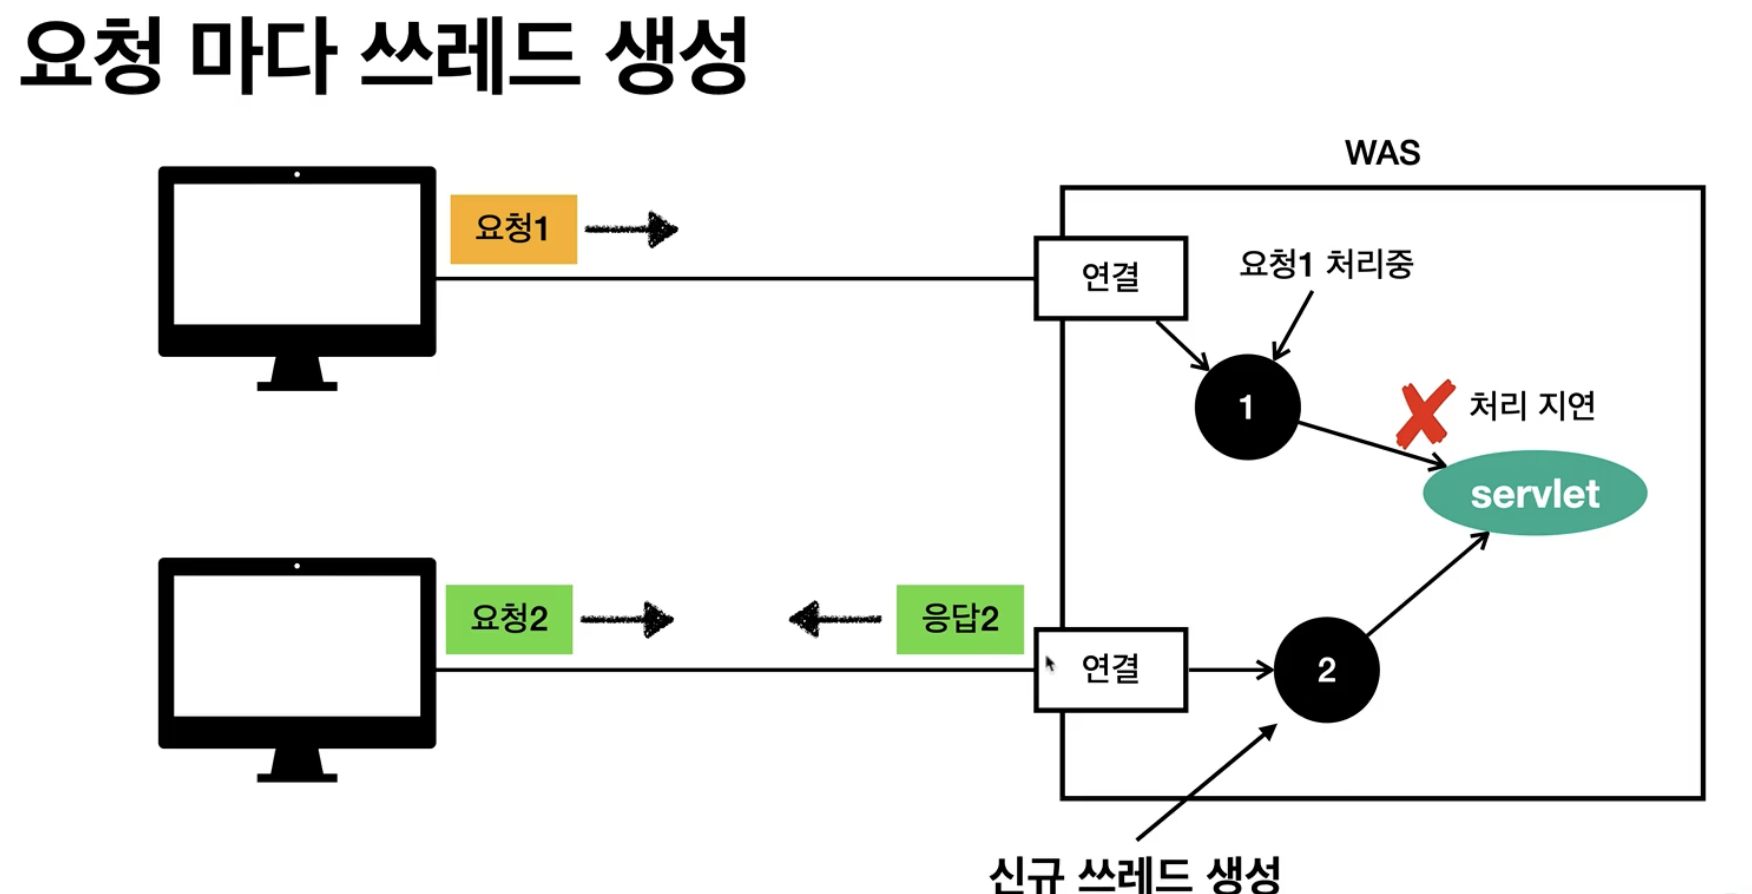 요청 마다 쓰레드 생성
WAS
요청1
연결
요청1 처리중
1
처리 지연
servlet
요청2
응답2
연결
2
신규 쓰레드 생성